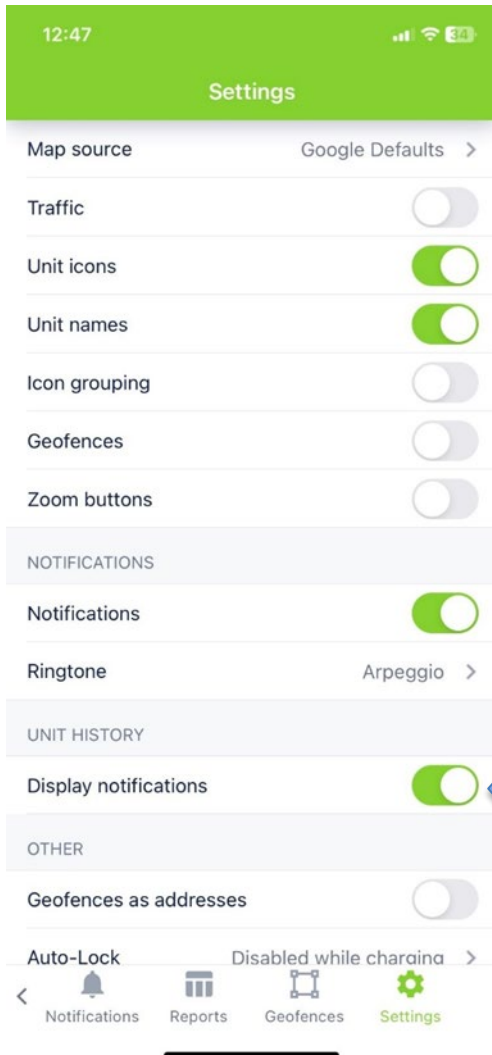 12:47
34
Settings
Map source Google Defaults
Traffic
Unit icons
Unit names
Icon grouping
Geofences
Zoom buttons
NOTIFICATIONS
Notifications
Ringtone Arpeggio
UNIT HISTORY
Display notifications
OTHER
Geofences as addresses
Auto-Lock Disabled while charging
Notifications Reports Geofences Settings